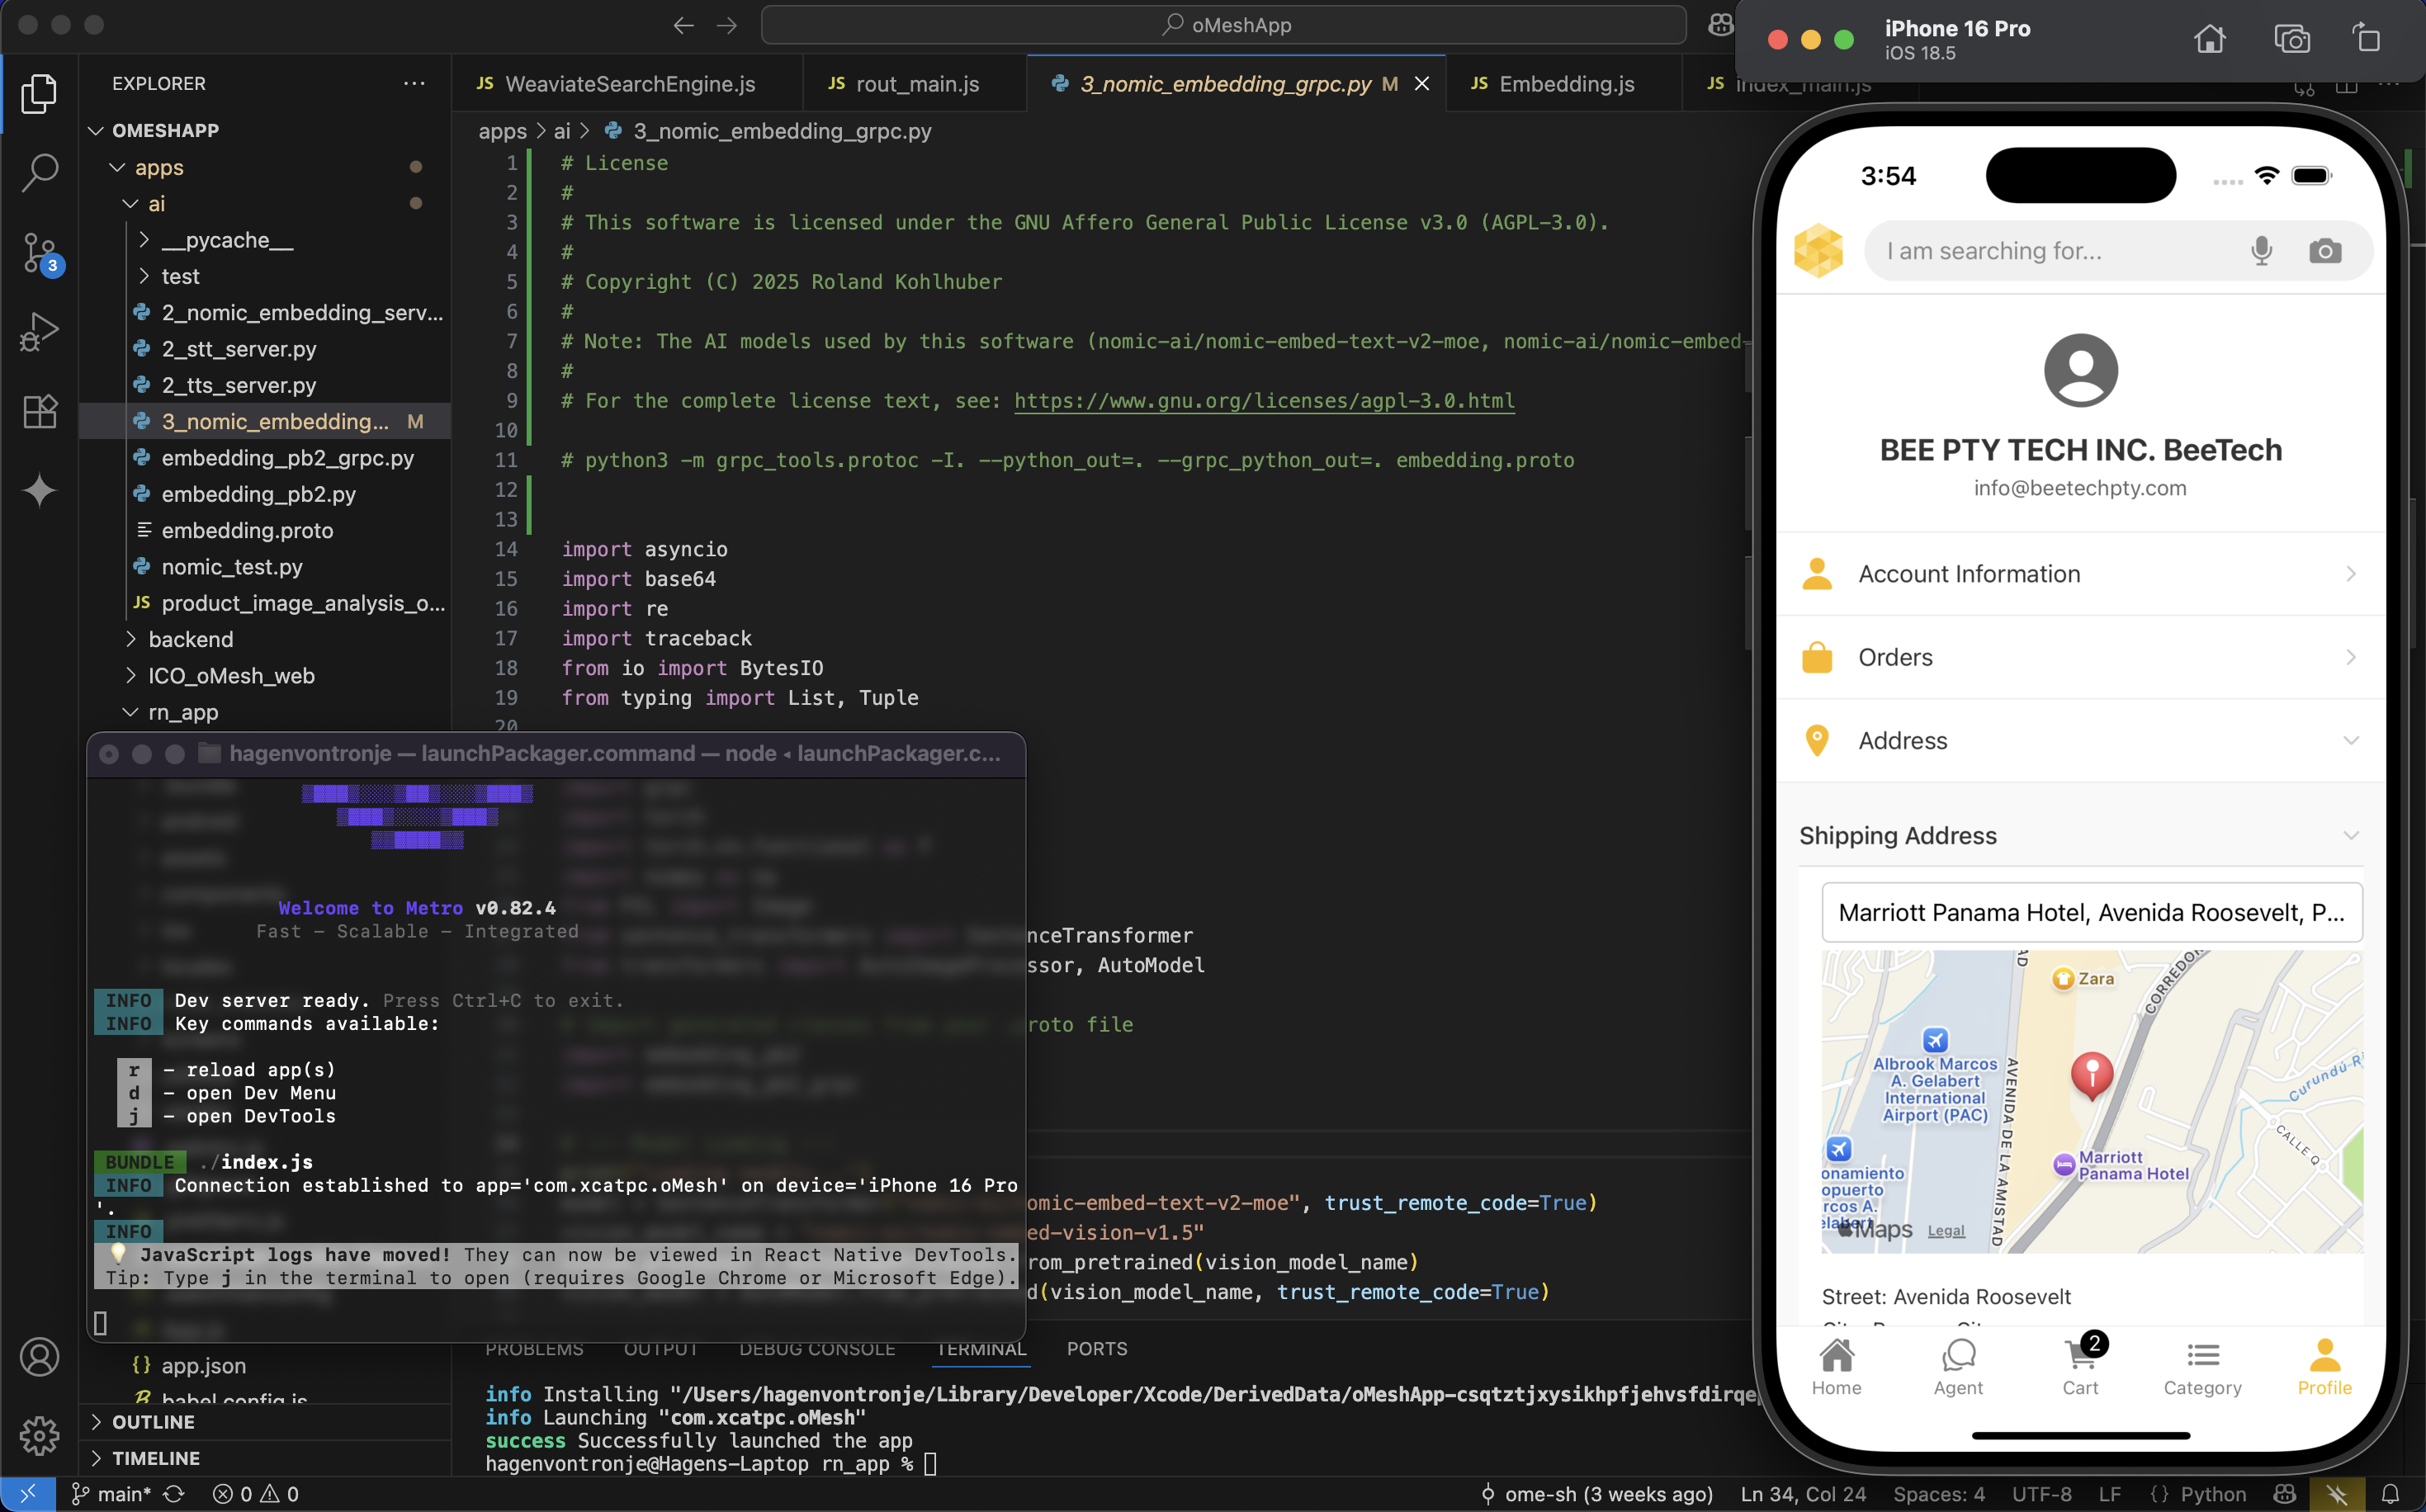 oMeshApp
EXPLORER
OMESHAPP
apps
ai
__pycache__
test
2_nomic_embedding_serv...
2_stt_server.py
2_tts_server.py
3_nomic_embedding... M
embedding_pb2_grpc.py
embedding_pb2.py
embedding.proto
nomic_test.py
JS product_image_analysis_o...
backend
ICO_oMesh_web
rn_app
{} app.json
babel.config.js
OUTLINE
TIMELINE
3
JS WeaviateSearchEngine.js
JS rout_main.js
3_nomic_embedding_grpc.py M
JS Embedding.js
JS index_main.js
apps > ai > 3_nomic_embedding_grpc.py
1 # License
2 #
3 # This software is licensed under the GNU Affero General Public License v3.0 (AGPL-3.0).
4 #
5 # Copyright (C) 2025 Roland Kohlhuber
6 #
7 # Note: The AI models used by this software (nomic-ai/nomic-embed-text-v2-moe, nomic-ai/nomic-embed-
8 #
9 # For the complete license text, see: https://www.gnu.org/licenses/agpl-3.0.html
10
11 # python3 -m grpc_tools.protoc -I. --python_out=. --grpc_python_out=. embedding.proto
12
13
14 import asyncio
15 import base64
16 import re
17 import traceback
18 from io import BytesIO
19 from typing import List, Tuple
20
nceTransformer
ssor, AutoModel
roto file
omic-embed-text-v2-moe", trust_remote_code=True)
ed-vision-v1.5"
rom_pretrained(vision_model_name)
d(vision_model_name, trust_remote_code=True)
hagenvontronje — launchPackager.command — node ◂ launchPackager.c...
Welcome to Metro v0.82.4
Fast - Scalable - Integrated
INFO Dev server ready. Press Ctrl+C to exit.
INFO Key commands available:
r - reload app(s)
d - open Dev Menu
j - open DevTools
BUNDLE ./index.js
INFO Connection established to app='com.xcatpc.oMesh' on device='iPhone 16 Pro
'.
INFO
💡 JavaScript logs have moved! They can now be viewed in React Native DevTools.
Tip: Type j in the terminal to open (requires Google Chrome or Microsoft Edge).
PROBLEMS OUTPUT DEBUG CONSOLE TERMINAL PORTS
info Installing "/Users/hagenvontronje/Library/Developer/Xcode/DerivedData/oMeshApp-csqtztjxysikhpfjehvsfdirqe
info Launching "com.xcatpc.oMesh"
success Successfully launched the app
hagenvontronje@Hagens-Laptop rn_app %
main* 0 0
ome-sh (3 weeks ago) Ln 34, Col 24 Spaces: 4 UTF-8 LF {} Python
iPhone 16 Pro
iOS 18.5
3:54
I am searching for...
BEE PTY TECH INC. BeeTech
info@beetechpty.com
Account Information
Orders
Address
Shipping Address
Marriott Panama Hotel, Avenida Roosevelt, P...
Zara
CORREDOR
Albrook Marcos
A. Gelabert
International
Airport (PAC)
AVENIDA DE LA AMISTAD
AD
Curundú Ri
CALLE Q
Marriott
Panama Hotel
onamiento
opuerto
rcos A.
elabert
Maps Legal
Street: Avenida Roosevelt
Home
Agent
2
Cart
Category
Profile